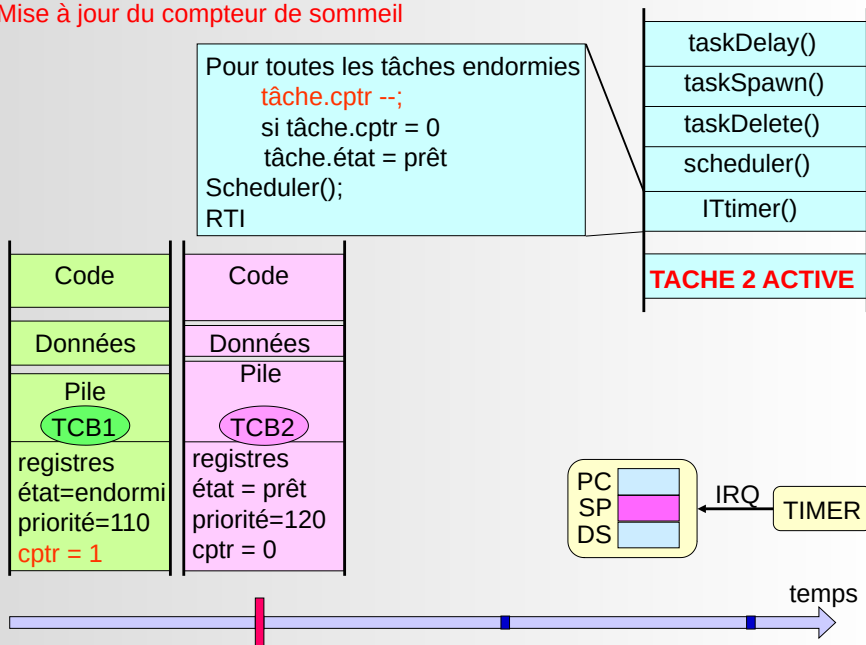 Mise à jour du compteur de sommeil
Pour toutes les tâches endormies
tâche.cptr --;
si tâche.cptr = 0
tâche.état = prêt
Scheduler();
RTI
taskDelay()
taskSpawn()
taskDelete()
scheduler()
ITtimer()
TACHE 2 ACTIVE
Code
Données
Pile
TCB1
registres
état=endormi
priorité=110
cptr = 1
Code
Données
Pile
TCB2
registres
état = prêt
priorité=120
cptr = 0
PC
SP
DS
IRQ
TIMER
temps